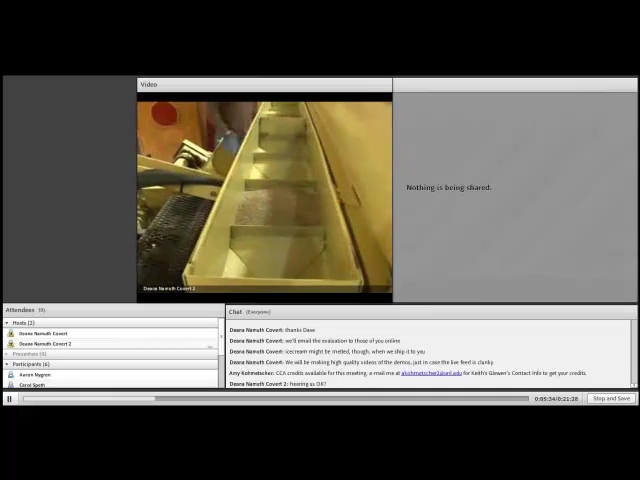 Video
Nothing is being shared.
Deana Namuth Covert 2
Attendees (8)
Hosts (2)
Deana Namuth Covert
Deana Namuth Covert 2
Presenters (0)
Participants (6)
Aaron Nygren
Carol Speth
Chat (Everyone)
Deana Namuth Covert: thanks Dave
Deana Namuth Covert: we'll email the evaluation to those of you online
Deana Namuth Covert: icecream might be melted, though, when we ship it to you
Deana Namuth Covert: We will be making high quality videos of the demos, just in case the live feed is clunky
Amy Kohmetscher: CCA credits available for this meeting, e-mail me at akohmetscher2@unl.edu for Keith's Glewen's Contact Info to get your credits.
Deana Namuth Covert 2: hearing us OK?
0:05:34/0:21:28
Stop and Save